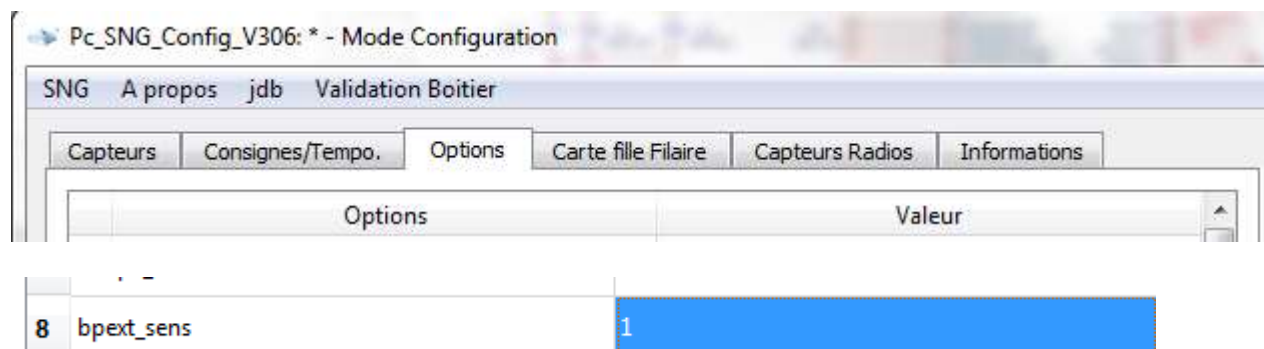 Pc_SNG_Config_V306: * - Mode Configuration
SNG A propos jdb Validation Boitier
Capteurs Consignes/Tempo. Options Carte fille Filaire Capteurs Radios Informations
Options Valeur
8 bpext_sens 1